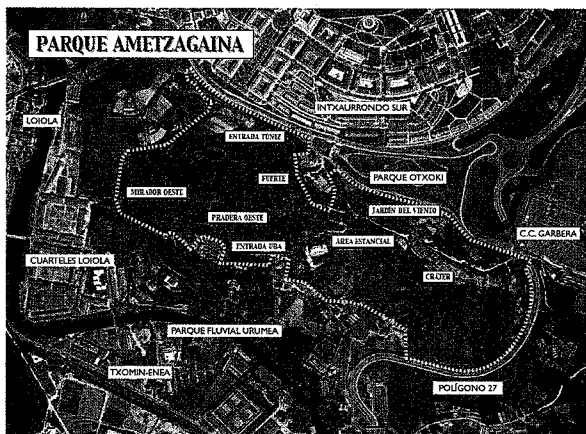 PARQUE AMETZAGAINA
INTXAURRONDO SUR
LOIOLA
ENTRADA TUNIZ
PARQUE OTXOKI
FUERTE
MIRADOR OESTE
JARDÍN DEL VIENTO
PRADERA OESTE
C.C. GARBERA
ENTRADA UBA
ÁREA ESTANCIAL
CUARTELES LOIOLA
CRÁTER
PARQUE FLUVIAL URUMEA
TXOMIN-ENEA
POLÍGONO 27